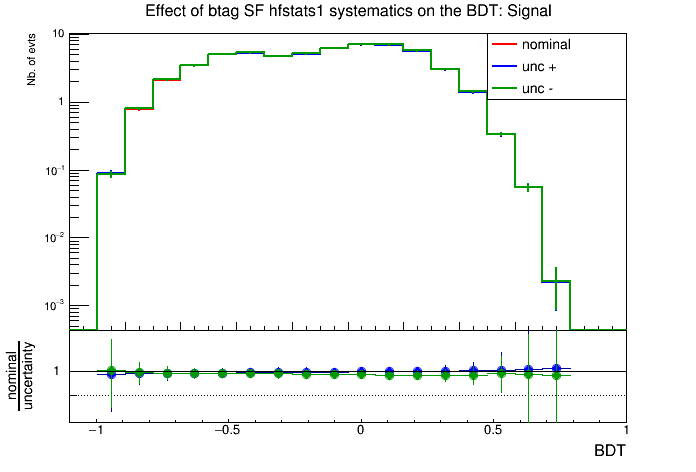 Effect of btag SF hfstats1 systematics on the BDT: Signal
Nb. of evts
10
1
10⁻¹
10⁻²
10⁻³
nominal
unc +
unc -
nominal
uncertainty
1
−1
−0.5
0
0.5
1
BDT